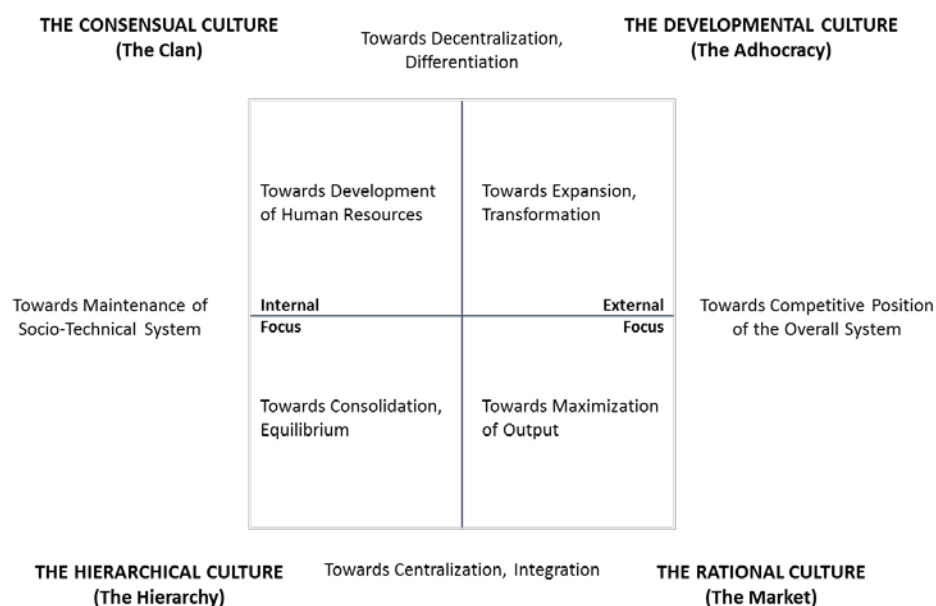 THE CONSENSUAL CULTURE
(The Clan)
Towards Decentralization,
Differentiation
THE DEVELOPMENTAL CULTURE
(The Adhocracy)
Towards Development
of Human Resources
Towards Expansion,
Transformation
Towards Maintenance of
Socio-Technical System
Internal
Focus
External
Focus
Towards Competitive Position
of the Overall System
Towards Consolidation,
Equilibrium
Towards Maximization
of Output
THE HIERARCHICAL CULTURE
(The Hierarchy)
Towards Centralization, Integration
THE RATIONAL CULTURE
(The Market)